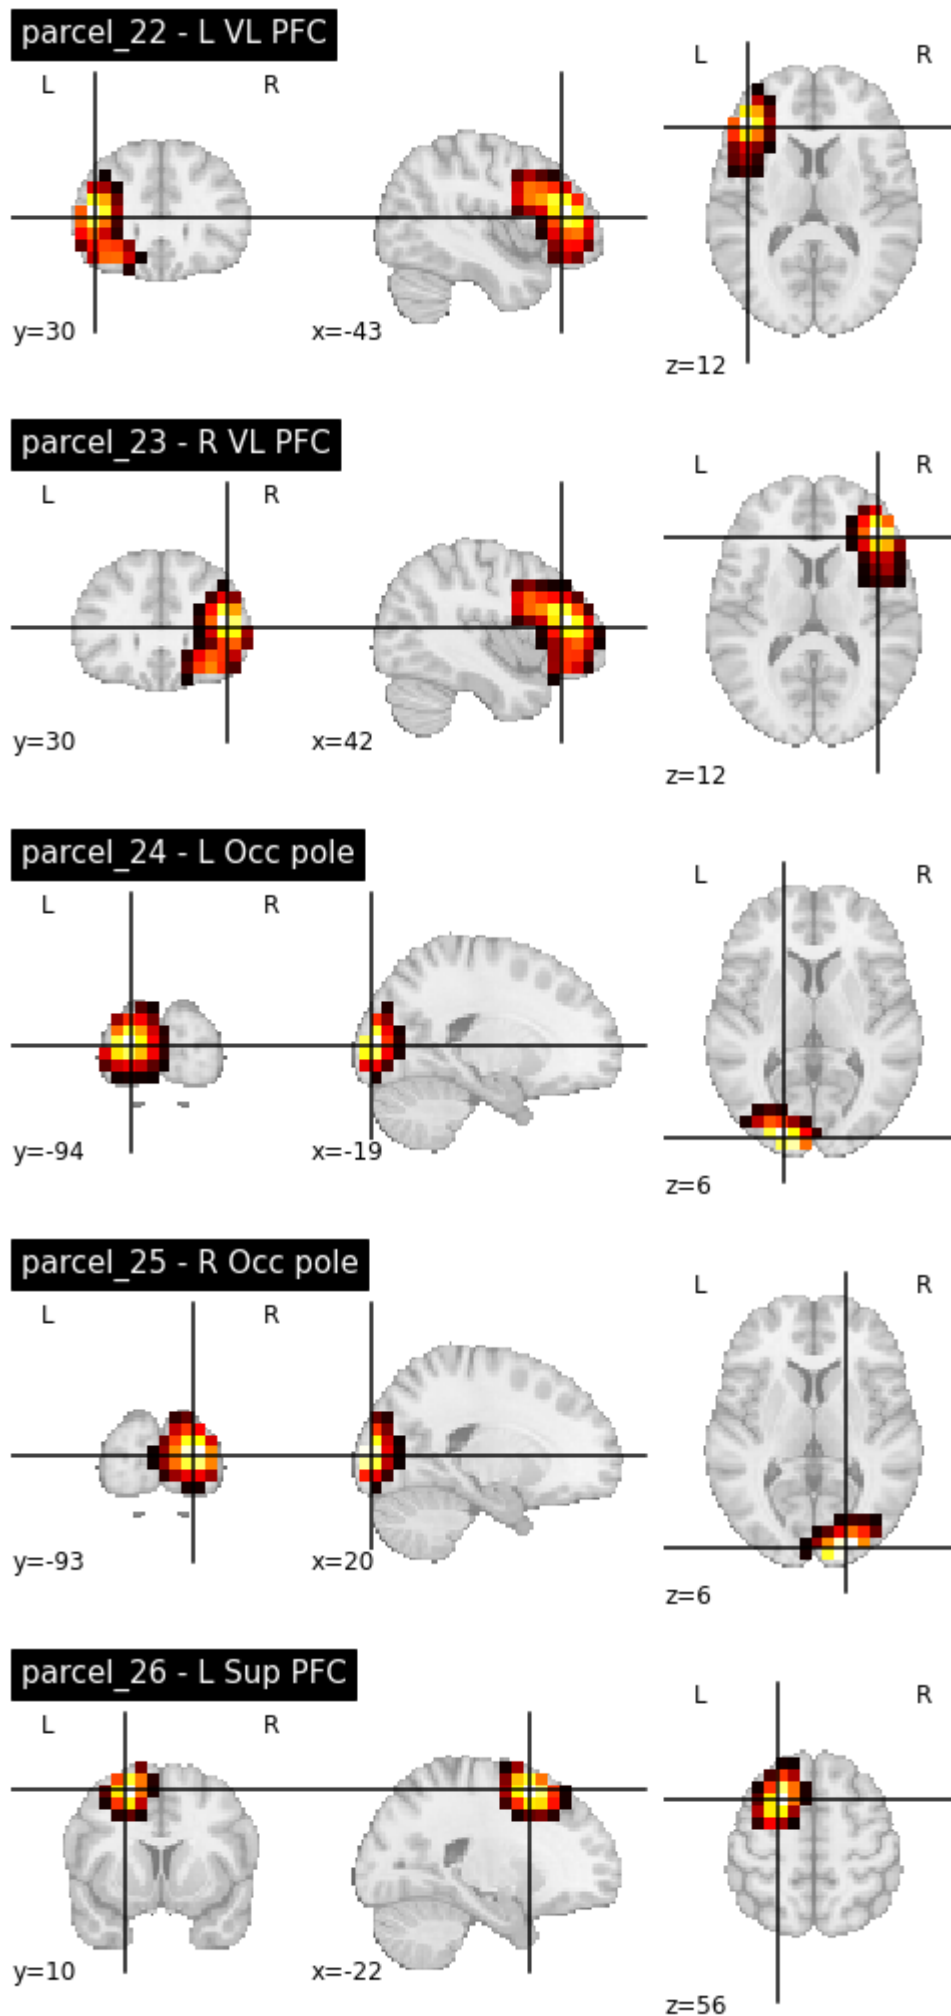 parcel_22 - L VL PFC
L R L R
y=30 x=-43 z=12
parcel_23 - R VL PFC
L R L R
y=30 x=42 z=12
parcel_24 - L Occ pole
L R L R
y=-94 x=-19 z=6
parcel_25 - R Occ pole
L R L R
y=-93 x=20 z=6
parcel_26 - L Sup PFC
L R L R
y=10 x=-22 z=56